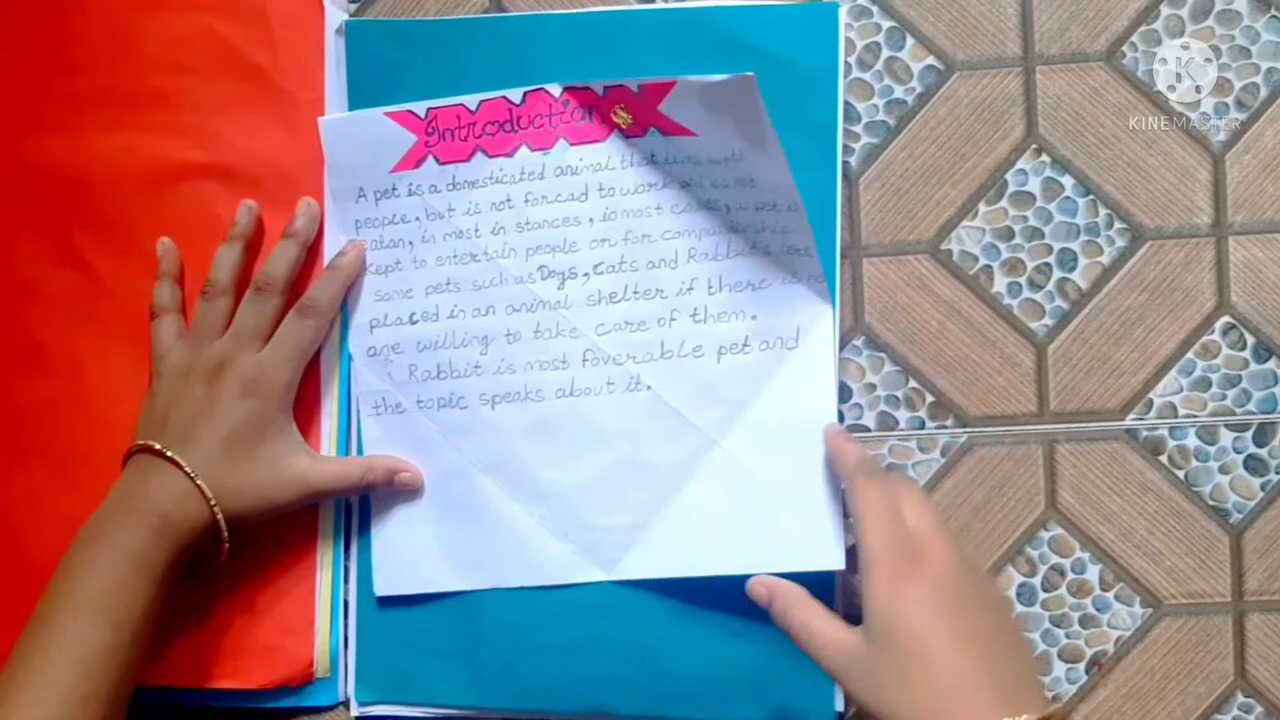 Introduction
A pet is a domesticated animal that live with
people, but is not forcad to work and is not
eatan, in most in stances, in most cases, a pet is
kept to entertain people or for companionship.
some pets such as Dogs, Cats and Rabbits are
placed in an animal shelter if there is no
one willing to take care of them.
Rabbit is most foverable pet and
the topic speaks about it.
K
KINEMASTER